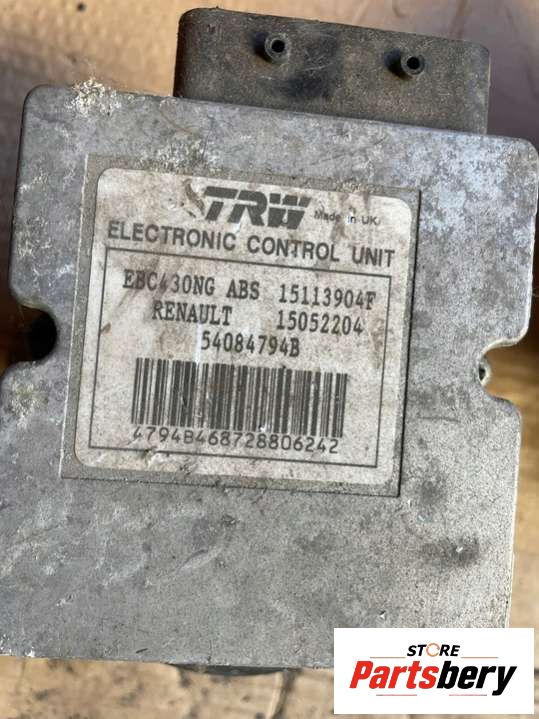 TRW Made in UK
ELECTRONIC CONTROL UNIT
EBC430NG ABS 15113904F
RENAULT 15052204
54084794B
4794B468728806242
STORE
Partsbery